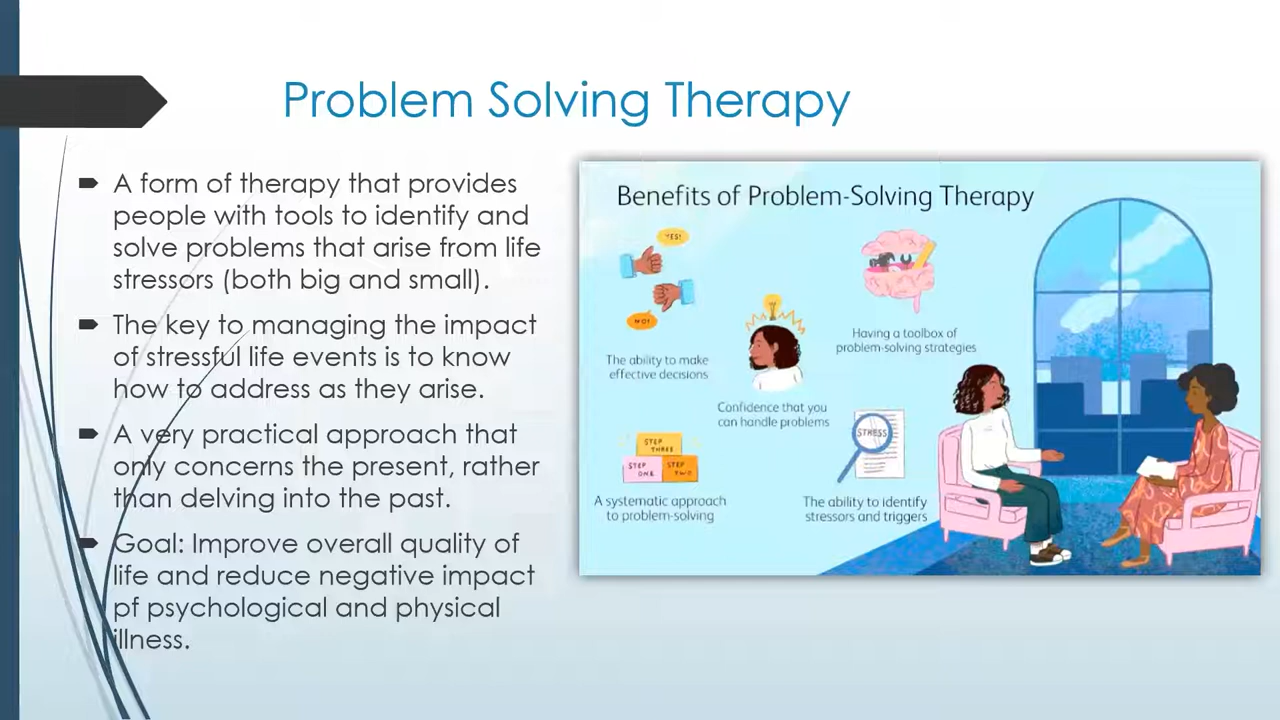 Problem Solving Therapy
A form of therapy that provides
people with tools to identify and
solve problems that arise from life
stressors (both big and small).
The key to managing the impact
of stressful life events is to know
how to address as they arise.
A very practical approach that
only concerns the present, rather
than delving into the past.
Goal: Improve overall quality of
life and reduce negative impact
pf psychological and physical
illness.
Benefits of Problem-Solving Therapy
YES!
NO!
The ability to make
effective decisions
Confidence that you
can handle problems
Having a toolbox of
problem-solving strategies
STEP
THREE
STEP
ONE
STEP
TWO
A systematic approach
to problem-solving
STRESS
The ability to identify
stressors and triggers